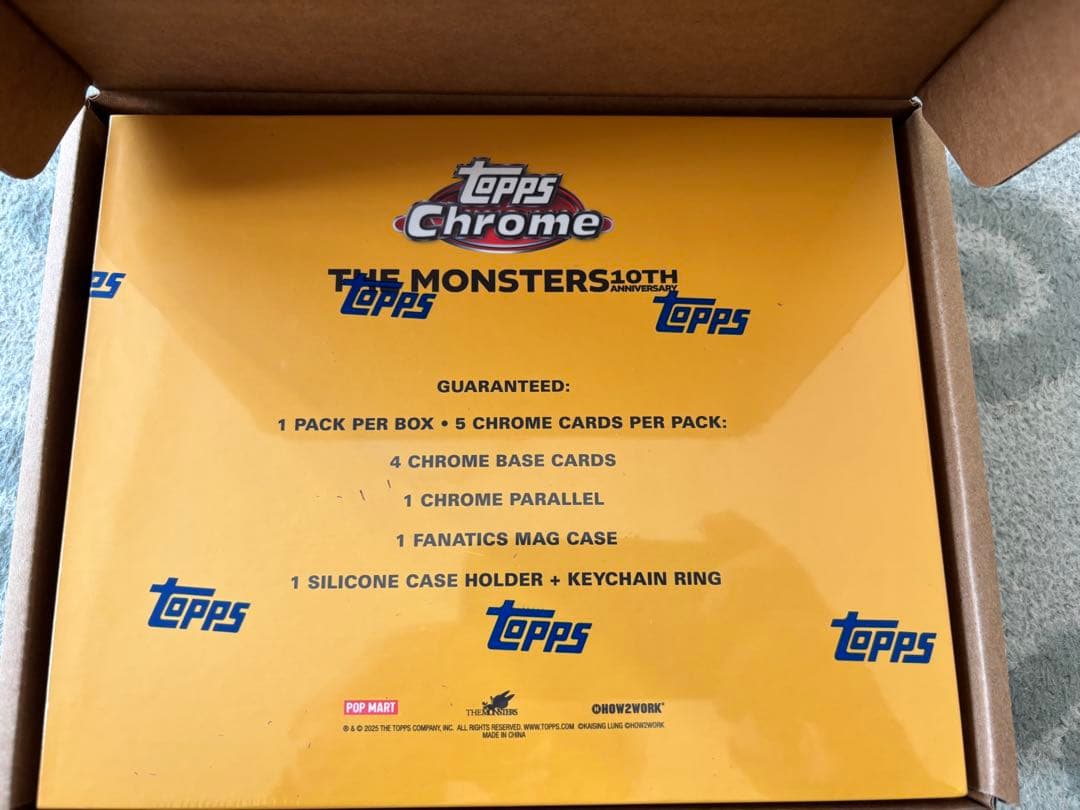 Topps
Chrome
THE MONSTERS 10TH
ANNIVERSARY
PS
Topps
Topps
GUARANTEED:
1 PACK PER BOX • 5 CHROME CARDS PER PACK:
4 CHROME BASE CARDS
1 CHROME PARALLEL
1 FANATICS MAG CASE
1 SILICONE CASE HOLDER + KEYCHAIN RING
Topps
Topps
Topps
POP MART
THE MONSTERS
HOW2WORK
® & © 2025 THE TOPPS COMPANY, INC. ALL RIGHTS RESERVED. WWW.TOPPS.COM ©KAISING LUNG ©HOW2WORK
MADE IN CHINA